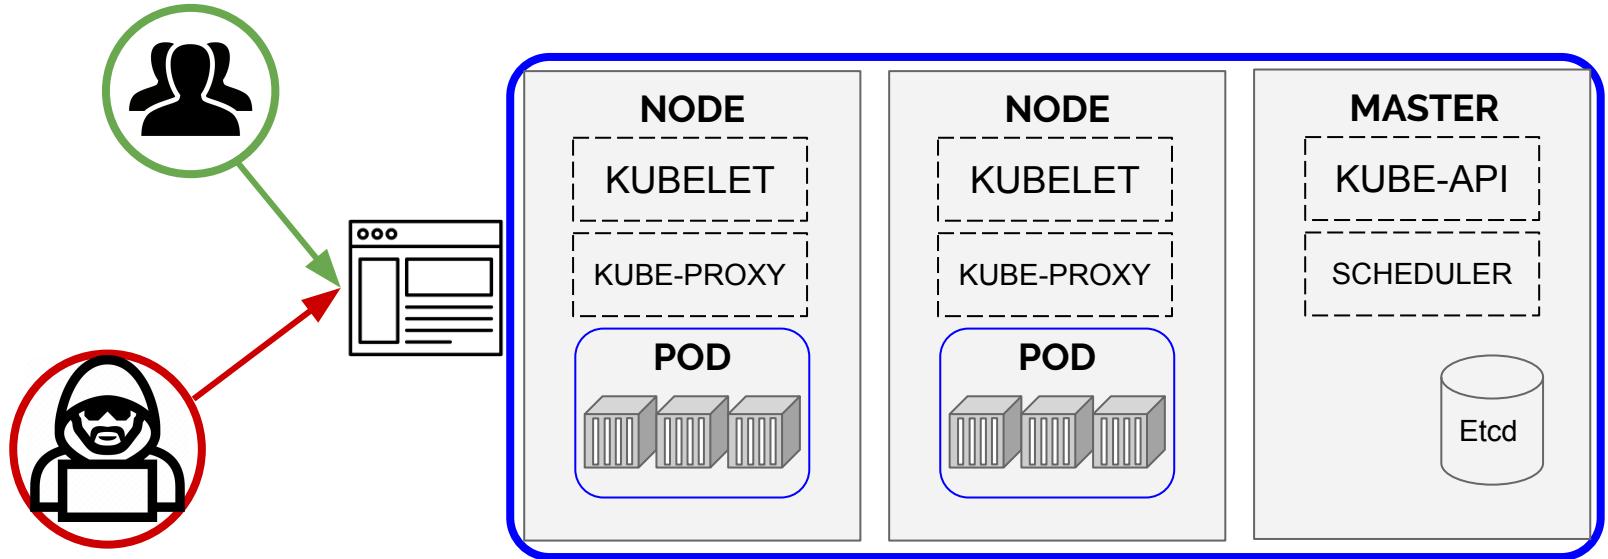 NODE
KUBELET
KUBE-PROXY
POD
NODE
KUBELET
KUBE-PROXY
POD
MASTER
KUBE-API
SCHEDULER
Etcd